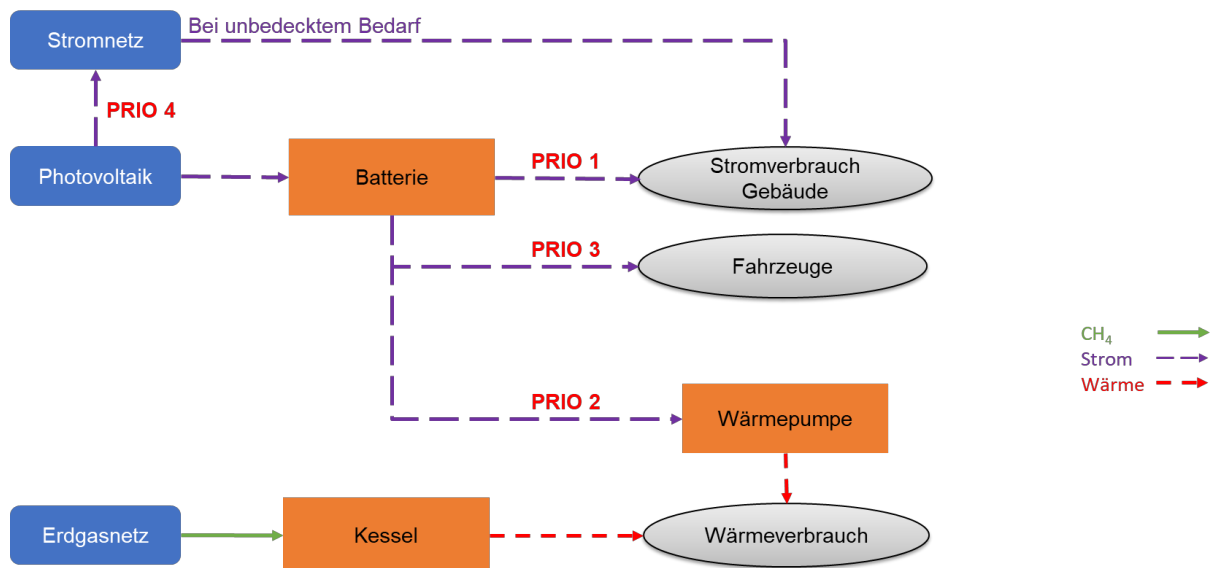 Stromnetz
Bei unbedecktem Bedarf
PRIO 4
Photovoltaik
Batterie
PRIO 1
Stromverbrauch
Gebäude
PRIO 3
Fahrzeuge
CH₄
Strom
Wärme
PRIO 2
Wärmepumpe
Erdgasnetz
Kessel
Wärmeverbrauch